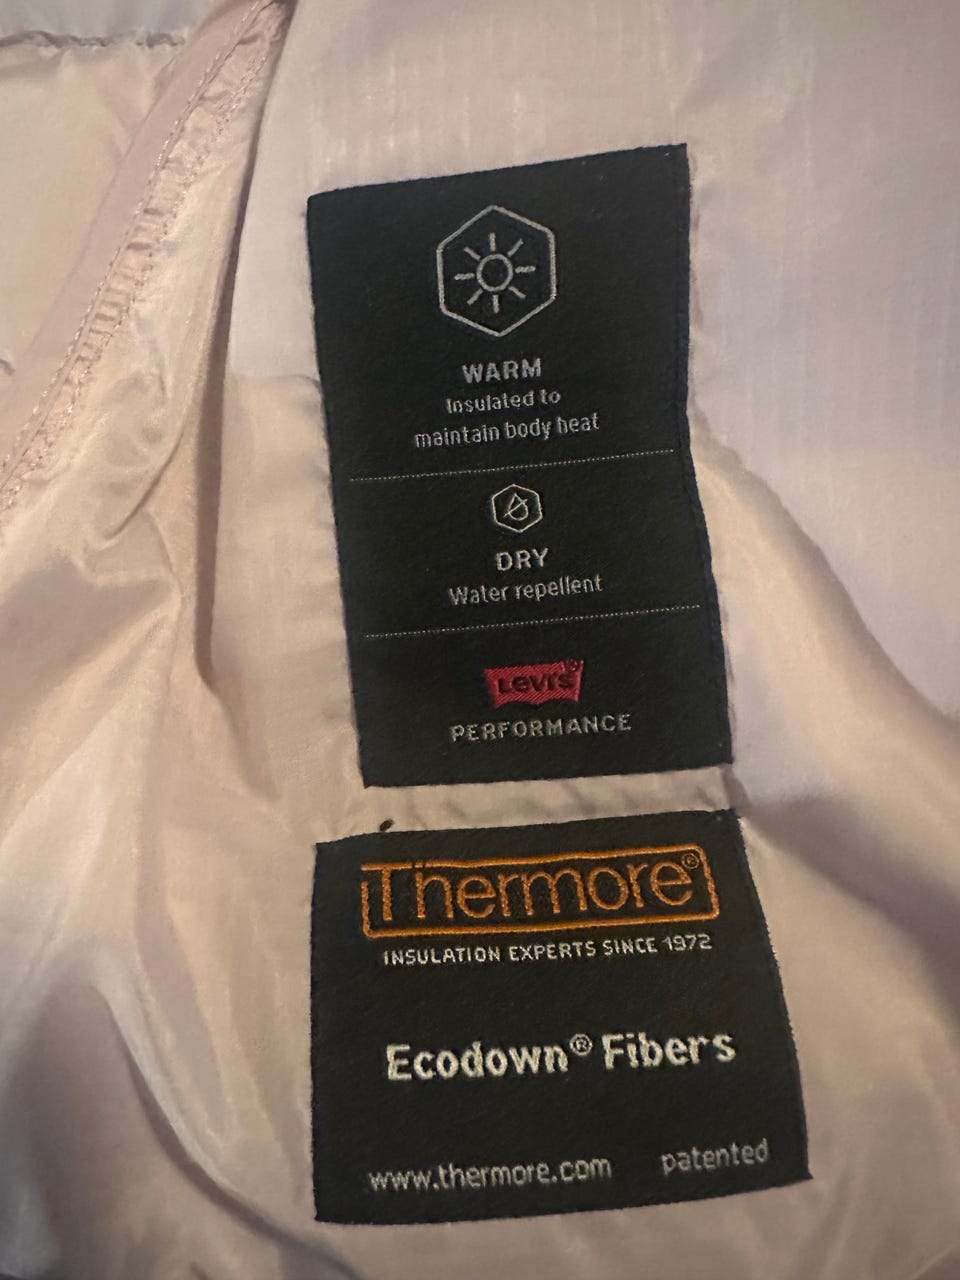 WARM
Insulated to
maintain body heat
DRY
Water repellent
Levi's®
PERFORMANCE
Thermore®
INSULATION EXPERTS SINCE 1972
Ecodown® Fibers
www.thermore.com patented